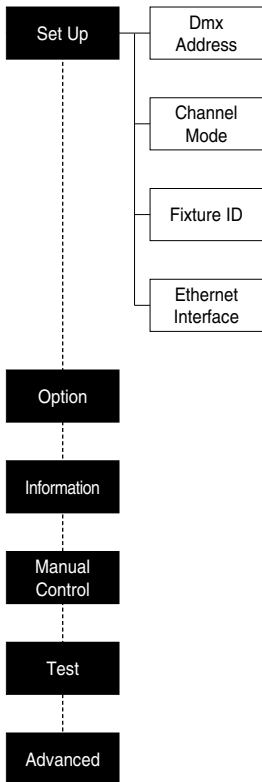 Set Up
Dmx
Address
Channel
Mode
Fixture ID
Ethernet
Interface
Option
Information
Manual
Control
Test
Advanced